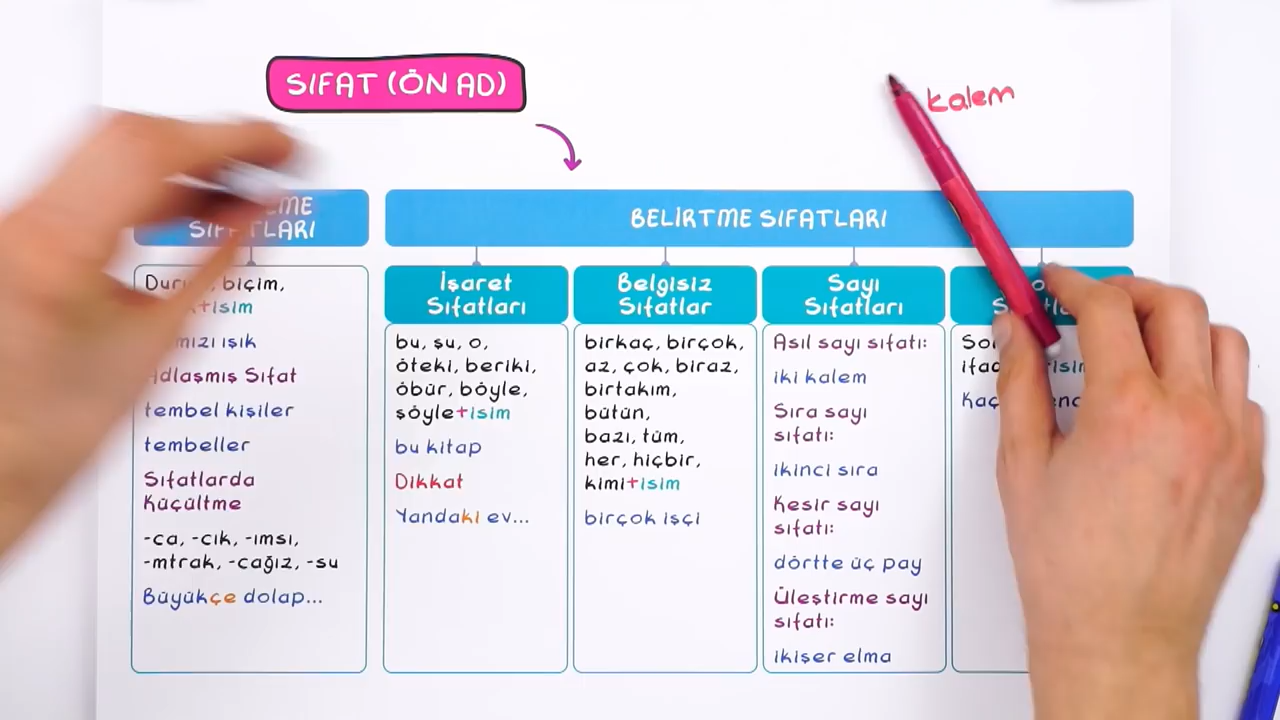 SIFAT (ÖN AD)
kalem
SIFATLARI
BELİRTME SIFATLARI
biçim,
+isim
ışık
Adlaşmış Sıfat
tembel kişiler
tembeller
Sıfatlarda
Küçültme
-ca, -cık, -ımsı,
-mtrak, -cağız, -su
Büyükçe dolap...
İşaret
Sıfatları
bu, şu, o,
öteki, beriki,
öbür, böyle,
şöyle+isim
bu kitap
Dikkat
Yandaki ev...
Belgisiz
Sıfatlar
birkaç, birçok,
az, çok, biraz,
birtakım,
bütün,
bazı, tüm,
her, hiçbir,
kimi+isim
birçok işçi
Sayı
Sıfatları
Asıl sayı sıfatı:
iki kalem
Sıra sayı
sıfatı:
ikinci sıra
Kesir sayı
sıfatı:
dörtte üç pay
Üleştirme sayı
sıfatı:
ikişer elma